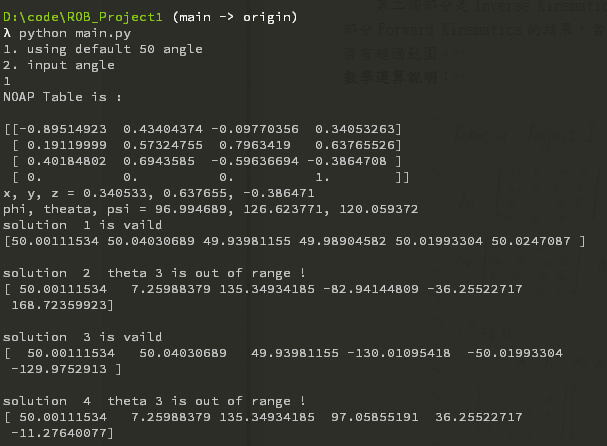 D:\code\ROB_Project1 (main -> origin)
λ python main.py
1. using default 50 angle
2. input angle
1
NOAP Table is :
[[-0.89514923  0.43404374 -0.09770356  0.34053263]
 [ 0.19119999  0.57324755  0.7963419   0.63765526]
 [ 0.40184802  0.6943585  -0.59636694 -0.3864708 ]
 [ 0.          0.          0.          1.        ]]
x, y, z = 0.340533, 0.637655, -0.386471
phi, theata, psi = 96.994689, 126.623771, 120.059372
solution  1 is vaild
[50.00111534 50.04030689 49.93981155 49.98904582 50.01993304 50.0247087 ]
solution  2  theta 3 is out of range !
[ 50.00111534   7.25988379 135.34934185 -82.94144809 -36.25522717
 168.72359923]
solution  3 is vaild
[  50.00111534   50.04030689   49.93981155 -130.01095418  -50.01993304
 -129.9752913 ]
solution  4  theta 3 is out of range !
[ 50.00111534   7.25988379 135.34934185  97.05855191  36.25522717
 -11.27640077]